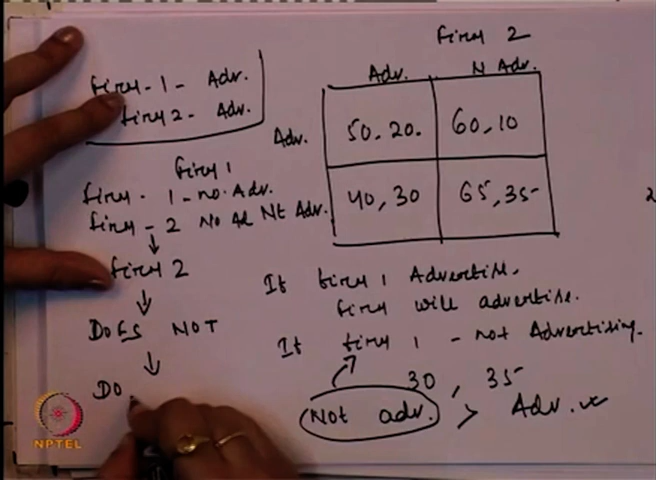 Firm 2
Adv. N Adv.
Firm - 1 - Adv.
Firm 2 - Adv.
Adv. 50, 20. 60, 10
Firm 1
Firm - 1 - no. Adv.
Firm - 2 No Ad
Nt Adv. 40, 30 65, 35
Firm 2
DOES NOT
DO
If firm 1 Advertise.
firm will advertise.
If firm 1 - not Advertising.
30, 35
Not adv. > Adv.
2
NPTEL